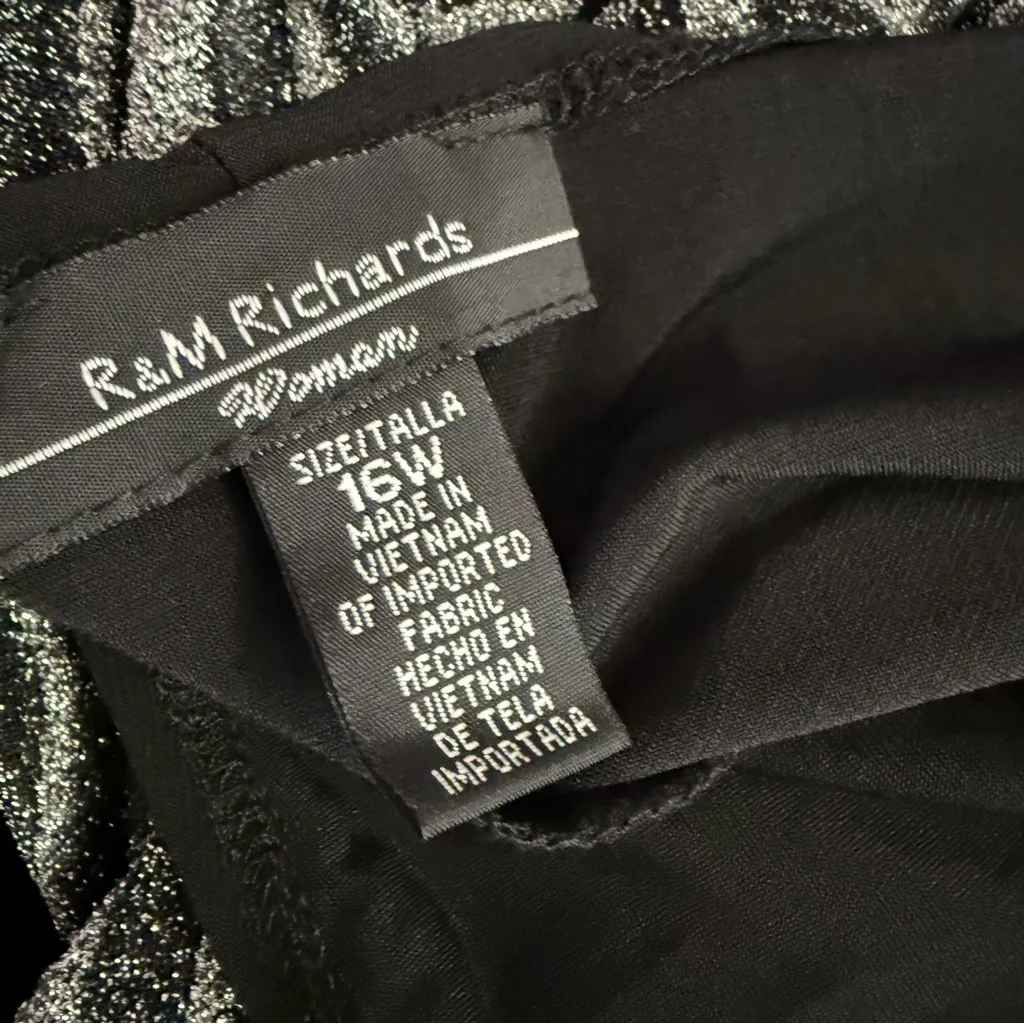 R&M Richards
Woman
SIZE/TALLA
16W
MADE IN
VIETNAM
OF IMPORTED
FABRIC
HECHO EN
VIETNAM
DE TELA
IMPORTADA